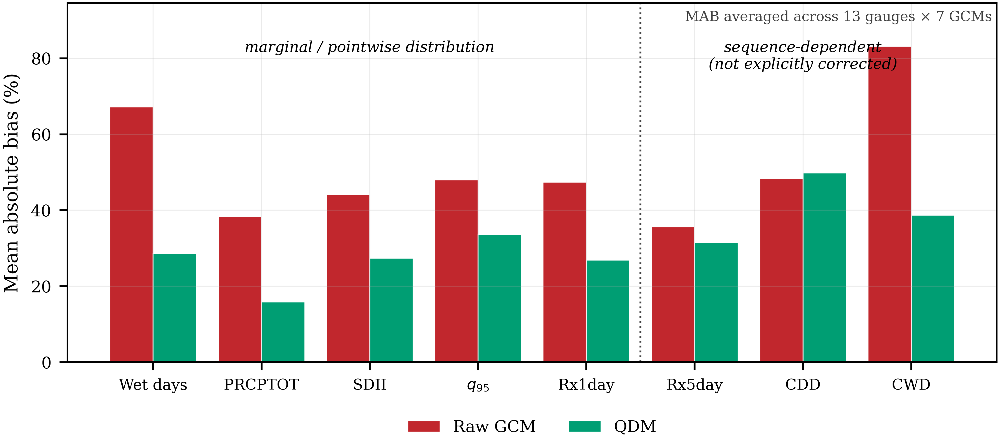 MAB averaged across 13 gauges × 7 GCMs
marginal / pointwise distribution
sequence-dependent
(not explicitly corrected)
Mean absolute bias (%)
80
60
40
20
0
Wet days PRCPTOT SDII q₉₅ Rx1day Rx5day CDD CWD
Raw GCM QDM